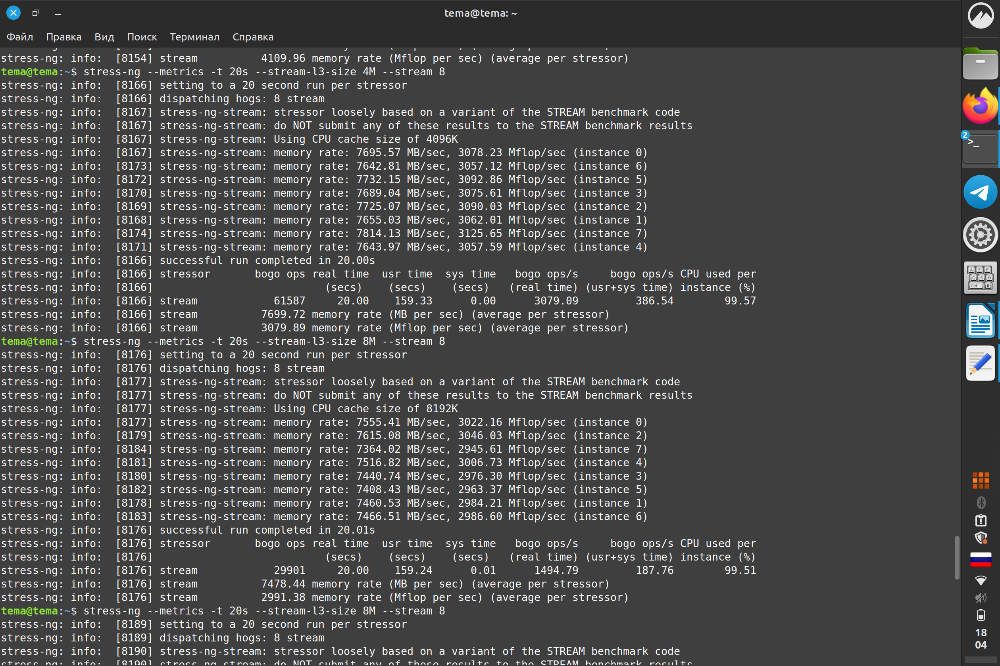 tema@tema: ~
Файл Правка Вид Поиск Терминал Справка
stress-ng: info:  [8154] stream          4109.96 memory rate (Mflop per sec) (average per stressor)
tema@tema:~$ stress-ng --metrics -t 20s --stream-l3-size 4M --stream 8
stress-ng: info:  [8166] setting to a 20 second run per stressor
stress-ng: info:  [8166] dispatching hogs: 8 stream
stress-ng: info:  [8167] stress-ng-stream: stressor loosely based on a variant of the STREAM benchmark code
stress-ng: info:  [8167] stress-ng-stream: do NOT submit any of these results to the STREAM benchmark results
stress-ng: info:  [8167] stress-ng-stream: Using CPU cache size of 4096K
stress-ng: info:  [8167] stress-ng-stream: memory rate: 7695.57 MB/sec, 3078.23 Mflop/sec (instance 0)
stress-ng: info:  [8173] stress-ng-stream: memory rate: 7642.81 MB/sec, 3057.12 Mflop/sec (instance 6)
stress-ng: info:  [8172] stress-ng-stream: memory rate: 7732.15 MB/sec, 3092.86 Mflop/sec (instance 5)
stress-ng: info:  [8170] stress-ng-stream: memory rate: 7689.04 MB/sec, 3075.61 Mflop/sec (instance 3)
stress-ng: info:  [8169] stress-ng-stream: memory rate: 7725.07 MB/sec, 3090.03 Mflop/sec (instance 2)
stress-ng: info:  [8168] stress-ng-stream: memory rate: 7655.03 MB/sec, 3062.01 Mflop/sec (instance 1)
stress-ng: info:  [8174] stress-ng-stream: memory rate: 7814.13 MB/sec, 3125.65 Mflop/sec (instance 7)
stress-ng: info:  [8171] stress-ng-stream: memory rate: 7643.97 MB/sec, 3057.59 Mflop/sec (instance 4)
stress-ng: info:  [8166] successful run completed in 20.00s
stress-ng: info:  [8166] stressor       bogo ops real time  usr time  sys time   bogo ops/s     bogo ops/s CPU used per
stress-ng: info:  [8166]                           (secs)    (secs)    (secs)   (real time) (usr+sys time) instance (%)
stress-ng: info:  [8166] stream            61587     20.00    159.33      0.00      3079.09         386.54        99.57
stress-ng: info:  [8166] stream          7699.72 memory rate (MB per sec) (average per stressor)
stress-ng: info:  [8166] stream          3079.89 memory rate (Mflop per sec) (average per stressor)
tema@tema:~$ stress-ng --metrics -t 20s --stream-l3-size 8M --stream 8
stress-ng: info:  [8176] setting to a 20 second run per stressor
stress-ng: info:  [8176] dispatching hogs: 8 stream
stress-ng: info:  [8177] stress-ng-stream: stressor loosely based on a variant of the STREAM benchmark code
stress-ng: info:  [8177] stress-ng-stream: do NOT submit any of these results to the STREAM benchmark results
stress-ng: info:  [8177] stress-ng-stream: Using CPU cache size of 8192K
stress-ng: info:  [8177] stress-ng-stream: memory rate: 7555.41 MB/sec, 3022.16 Mflop/sec (instance 0)
stress-ng: info:  [8179] stress-ng-stream: memory rate: 7615.08 MB/sec, 3046.03 Mflop/sec (instance 2)
stress-ng: info:  [8184] stress-ng-stream: memory rate: 7364.02 MB/sec, 2945.61 Mflop/sec (instance 7)
stress-ng: info:  [8181] stress-ng-stream: memory rate: 7516.82 MB/sec, 3006.73 Mflop/sec (instance 4)
stress-ng: info:  [8180] stress-ng-stream: memory rate: 7440.74 MB/sec, 2976.30 Mflop/sec (instance 3)
stress-ng: info:  [8182] stress-ng-stream: memory rate: 7408.43 MB/sec, 2963.37 Mflop/sec (instance 5)
stress-ng: info:  [8178] stress-ng-stream: memory rate: 7460.53 MB/sec, 2984.21 Mflop/sec (instance 1)
stress-ng: info:  [8183] stress-ng-stream: memory rate: 7466.51 MB/sec, 2986.60 Mflop/sec (instance 6)
stress-ng: info:  [8176] successful run completed in 20.01s
stress-ng: info:  [8176] stressor       bogo ops real time  usr time  sys time   bogo ops/s     bogo ops/s CPU used per
stress-ng: info:  [8176]                           (secs)    (secs)    (secs)   (real time) (usr+sys time) instance (%)
stress-ng: info:  [8176] stream            29901     20.00    159.24      0.01      1494.79         187.76        99.51
stress-ng: info:  [8176] stream          7478.44 memory rate (MB per sec) (average per stressor)
stress-ng: info:  [8176] stream          2991.38 memory rate (Mflop per sec) (average per stressor)
tema@tema:~$ stress-ng --metrics -t 20s --stream-l3-size 8M --stream 8
stress-ng: info:  [8189] setting to a 20 second run per stressor
stress-ng: info:  [8189] dispatching hogs: 8 stream
stress-ng: info:  [8190] stress-ng-stream: stressor loosely based on a variant of the STREAM benchmark code
stress-ng: info:  [8190] stress-ng-stream: do NOT submit any of these results to the STREAM benchmark results
2
>_
A Z E
Q S D
Ctrl
18
04